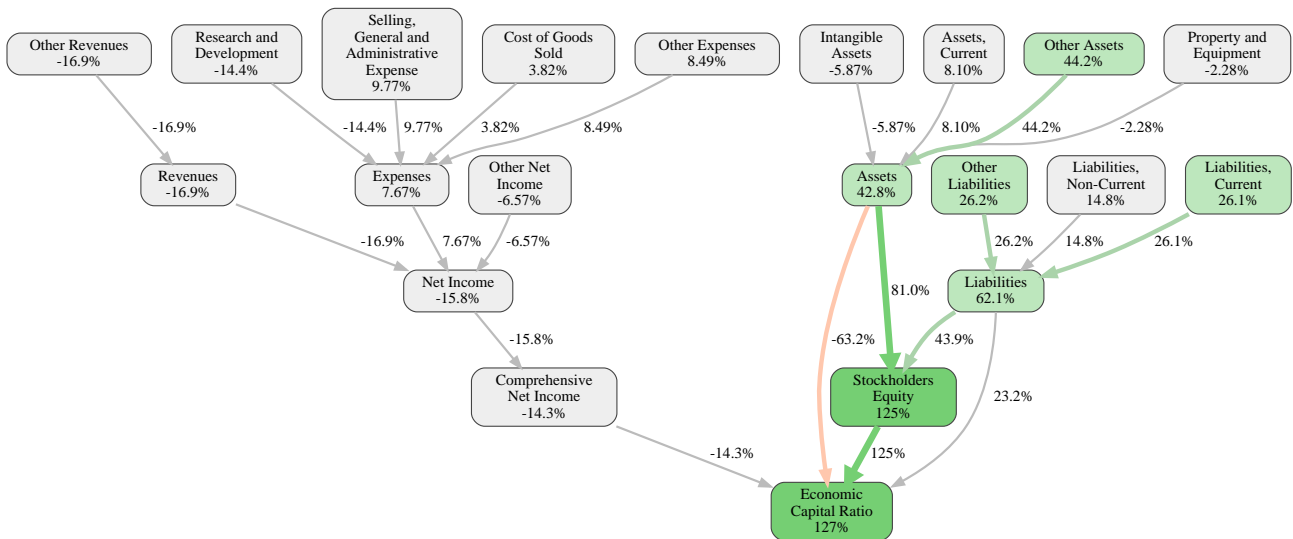 Other Revenues
-16.9%
Research and
Development
-14.4%
Selling,
General and
Administrative
Expense
9.77%
Cost of Goods
Sold
3.82%
Other Expenses
8.49%
Intangible
Assets
-5.87%
Assets,
Current
8.10%
Other Assets
44.2%
Property and
Equipment
-2.28%
-16.9%
-14.4%
9.77%
3.82%
8.49%
-5.87%
8.10%
44.2%
-2.28%
Revenues
-16.9%
Expenses
7.67%
Other Net
Income
-6.57%
Assets
42.8%
Other
Liabilities
26.2%
Liabilities,
Non-Current
14.8%
Liabilities,
Current
26.1%
-16.9%
7.67%
-6.57%
26.2%
14.8%
26.1%
Net Income
-15.8%
81.0%
Liabilities
62.1%
-15.8%
-63.2%
43.9%
Comprehensive
Net Income
-14.3%
Stockholders
Equity
125%
23.2%
-14.3%
125%
Economic
Capital Ratio
127%